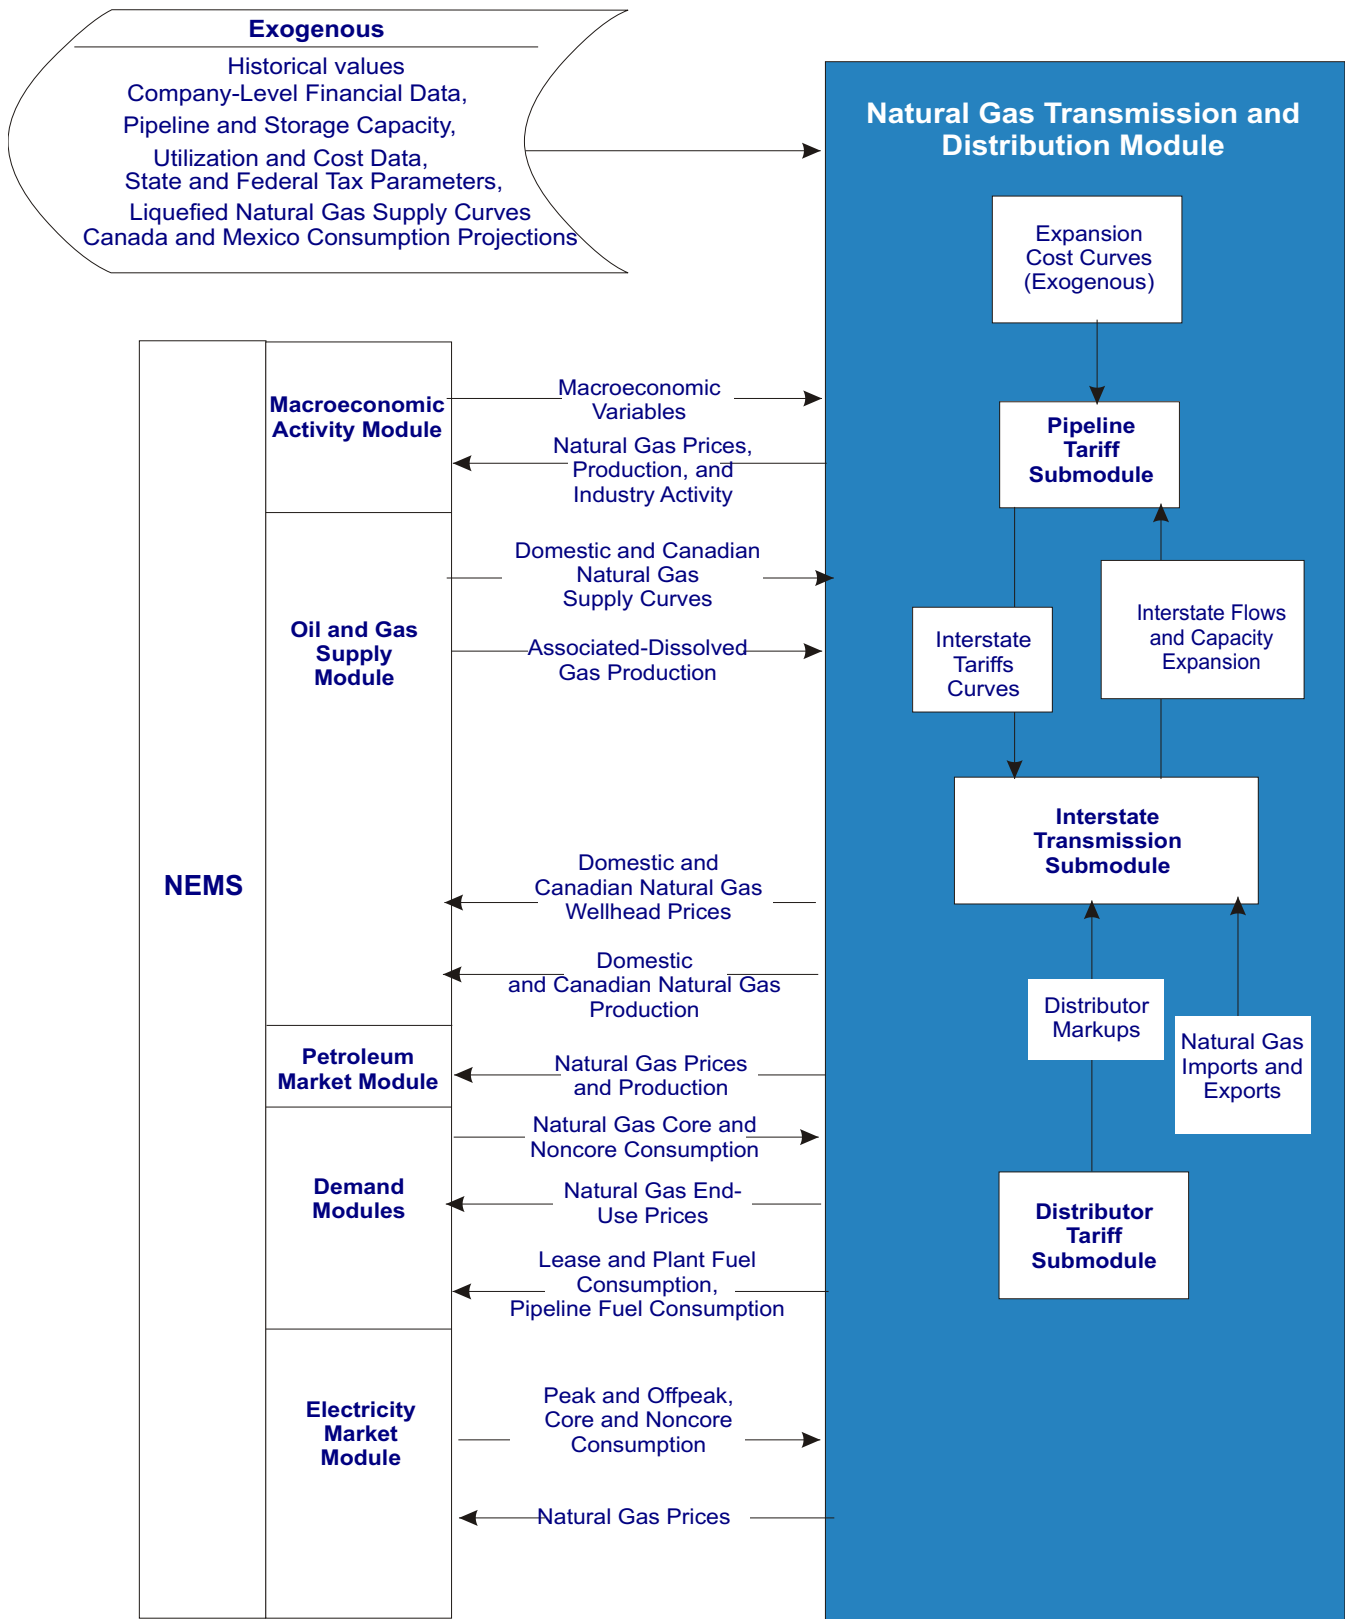 Exogenous
Historical values
Company-Level Financial Data,
Pipeline and Storage Capacity,
Utilization and Cost Data,
State and Federal Tax Parameters,
Liquefied Natural Gas Supply Curves
Canada and Mexico Consumption Projections
Natural Gas Transmission and
Distribution Module
Expansion
Cost Curves
(Exogenous)
Pipeline
Tariff
Submodule
Interstate
Tariffs
Curves
Interstate Flows
and Capacity
Expansion
Interstate
Transmission
Submodule
Distributor
Markups
Natural Gas
Imports and
Exports
Distributor
Tariff
Submodule
NEMS
Macroeconomic
Activity Module
Macroeconomic
Variables
Natural Gas Prices,
Production, and
Industry Activity
Oil and Gas
Supply
Module
Domestic and Canadian
Natural Gas
Supply Curves
Associated-Dissolved
Gas Production
Domestic and
Canadian Natural Gas
Wellhead Prices
Domestic
and Canadian Natural Gas
Production
Petroleum
Market Module
Natural Gas Prices
and Production
Demand
Modules
Natural Gas Core and
Noncore Consumption
Natural Gas End-
Use Prices
Lease and Plant Fuel
Consumption,
Pipeline Fuel Consumption
Electricity
Market
Module
Peak and Offpeak,
Core and Noncore
Consumption
Natural Gas Prices